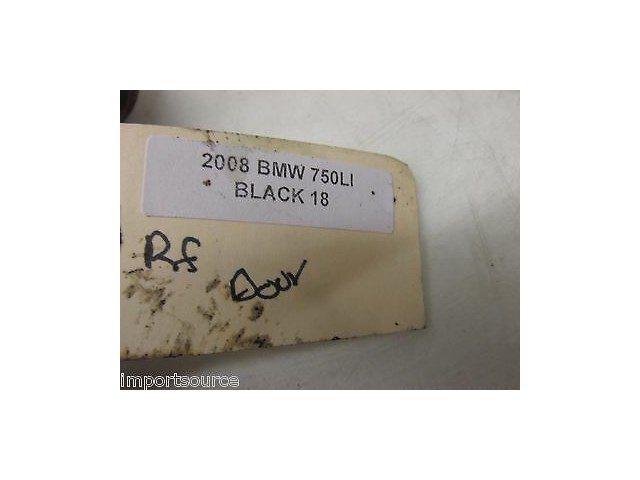 2008 BMW 750LI
BLACK 18
Rf
Door
importsource